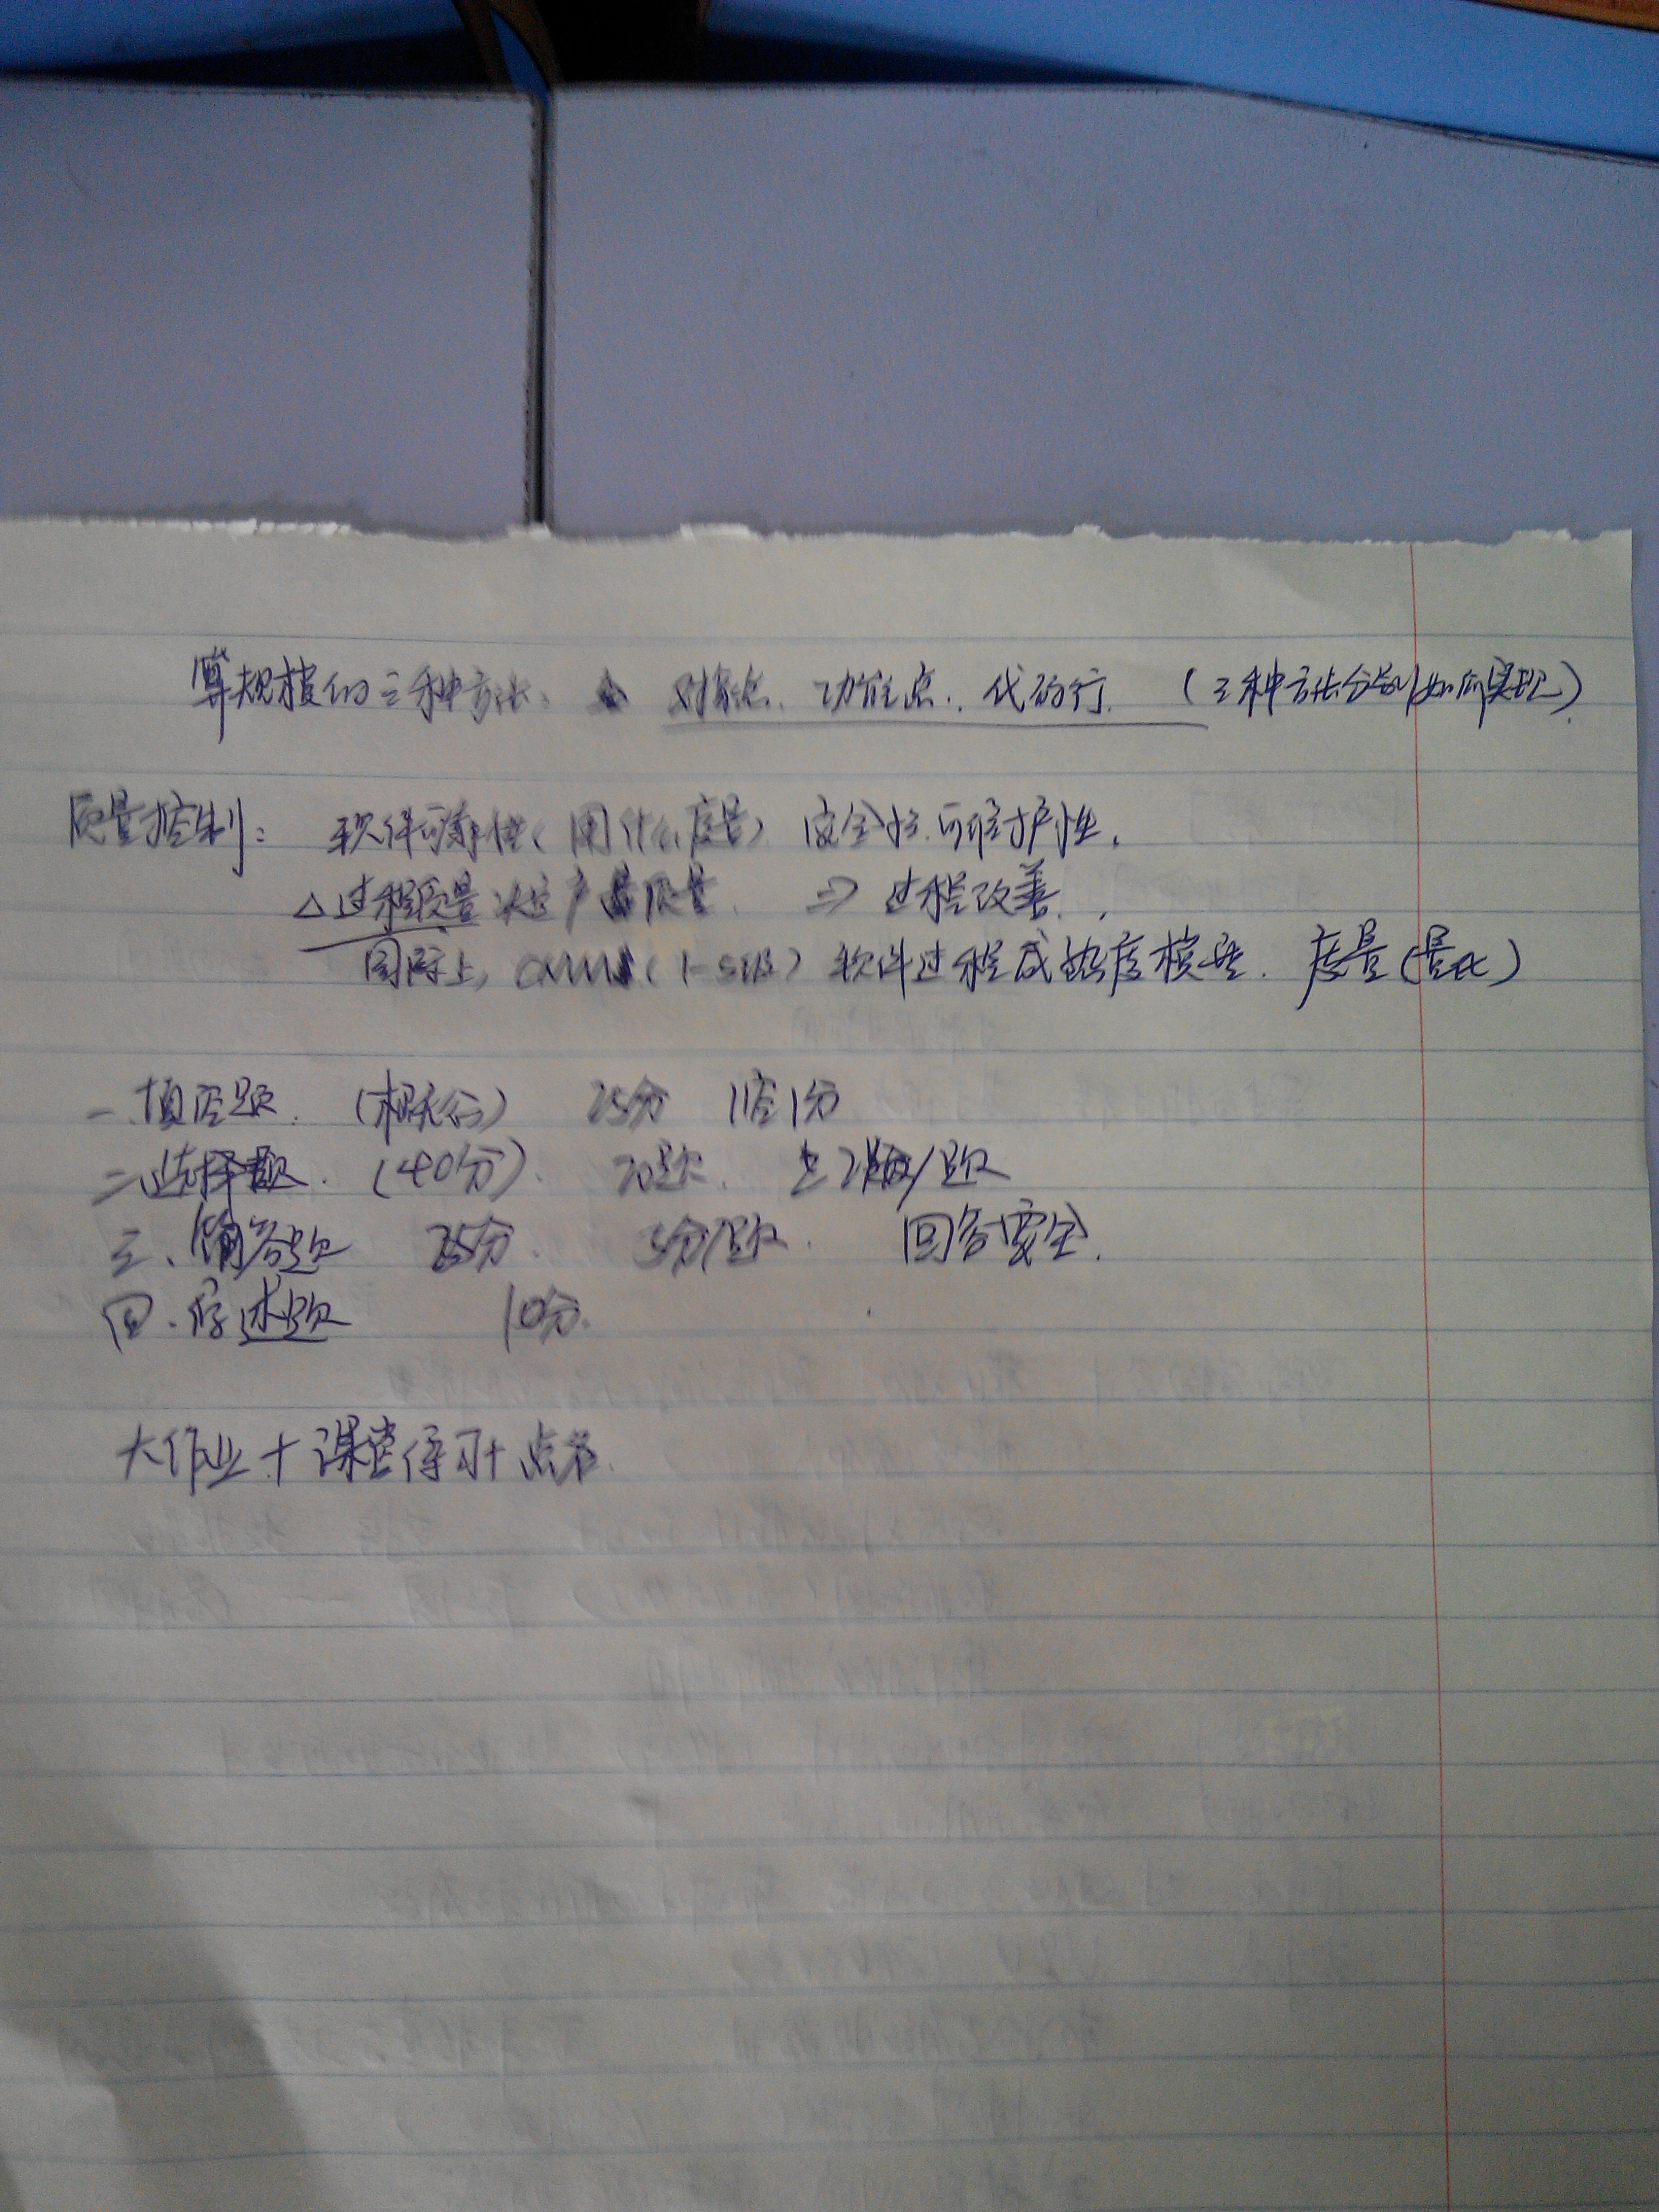 算规模的三种方法: 对象点、功能点、代码行. (三种方法分别如何实现).
质量控制: 软件可靠性(用什么度量) 安全性.可维护性.
△过程质量决定产品质量. ⇒ 过程改善.
国际上, CMM(1-5级) 软件过程成熟度模型. 度量(量化)
一.填空题. (概念) 25分 1空1分
二.选择题. (40分). 20题. 2分/题
三、简答题 25分. 5分/题. 回答要全.
四.综述题 10分.
大作业+课堂练习+点名.